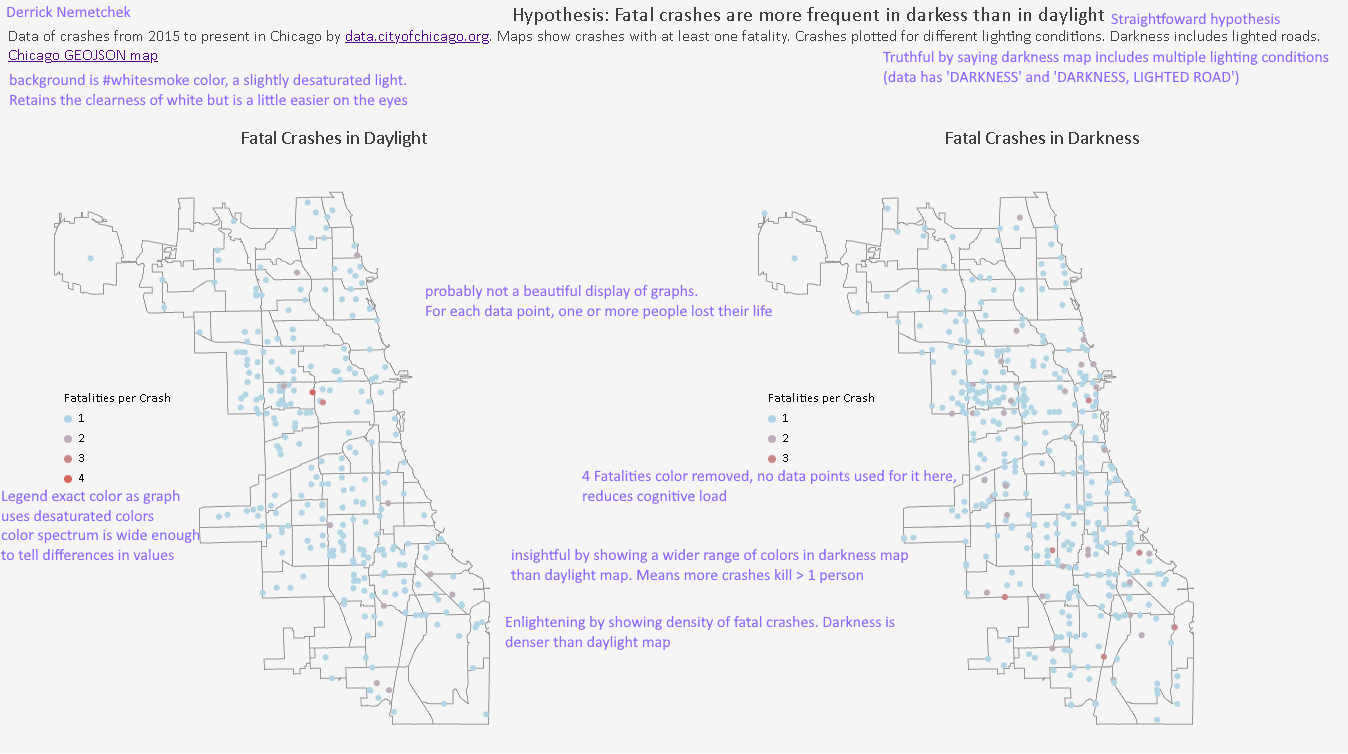 Derrick Nemetchek
Hypothesis: Fatal crashes are more frequent in darkess than in daylight
Straightfoward hypothesis
Data of crashes from 2015 to present in Chicago by data.cityofchicago.org. Maps show crashes with at least one fatality. Crashes plotted for different lighting conditions. Darkness includes lighted roads.
Chicago GEOJSON map
Truthful by saying darkness map includes multiple lighting conditions
(data has 'DARKNESS' and 'DARKNESS, LIGHTED ROAD')
background is #whitesmoke color, a slightly desaturated light.
Retains the clearness of white but is a little easier on the eyes
Fatal Crashes in Daylight
Fatal Crashes in Darkness
probably not a beautiful display of graphs.
For each data point, one or more people lost their life
Fatalities per Crash
1
2
3
4
Legend exact color as graph
uses desaturated colors
color spectrum is wide enough
to tell differences in values
Fatalities per Crash
1
2
3
4 Fatalities color removed, no data points used for it here,
reduces cognitive load
insightful by showing a wider range of colors in darkness map
than daylight map. Means more crashes kill > 1 person
Enlightening by showing density of fatal crashes. Darkness is
denser than daylight map